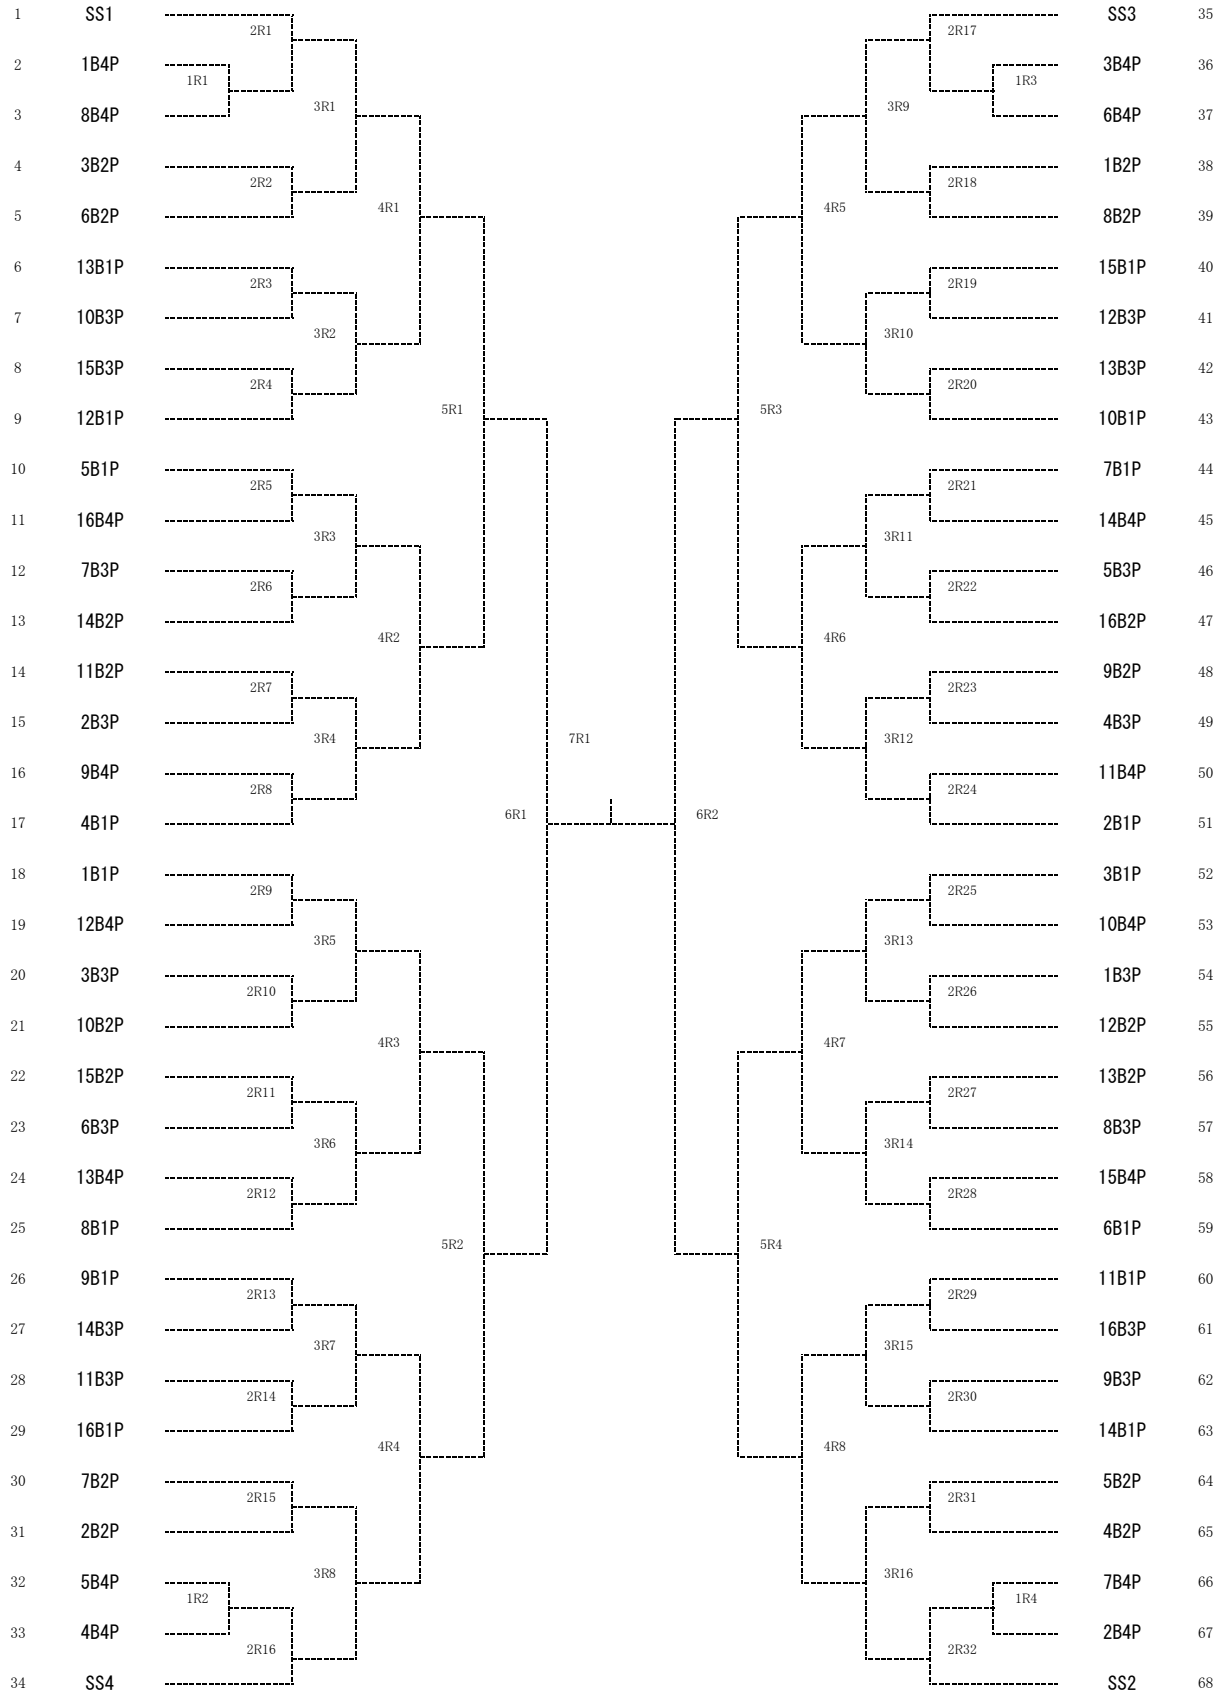 1 SS1 SS3 35
2R1 2R17
2 1B4P 3B4P 36
1R1 1R3
3R1 3R9
3 8B4P 6B4P 37
4 3B2P 1B2P 38
2R2 2R18
4R1 4R5
5 6B2P 8B2P 39
6 13B1P 15B1P 40
2R3 2R19
7 10B3P 12B3P 41
3R2 3R10
8 15B3P 13B3P 42
2R4 2R20
5R1 5R3
9 12B1P 10B1P 43
10 5B1P 7B1P 44
2R5 2R21
11 16B4P 14B4P 45
3R3 3R11
12 7B3P 5B3P 46
2R6 2R22
13 14B2P 16B2P 47
4R2 4R6
14 11B2P 9B2P 48
2R7 2R23
15 2B3P 4B3P 49
3R4 7R1 3R12
16 9B4P 11B4P 50
2R8 2R24
6R1 6R2
17 4B1P 2B1P 51
18 1B1P 3B1P 52
2R9 2R25
19 12B4P 10B4P 53
3R5 3R13
20 3B3P 1B3P 54
2R10 2R26
21 10B2P 12B2P 55
4R3 4R7
22 15B2P 13B2P 56
2R11 2R27
23 6B3P 8B3P 57
3R6 3R14
24 13B4P 15B4P 58
2R12 2R28
25 8B1P 6B1P 59
5R2 5R4
26 9B1P 11B1P 60
2R13 2R29
27 14B3P 16B3P 61
3R7 3R15
28 11B3P 9B3P 62
2R14 2R30
29 16B1P 14B1P 63
4R4 4R8
30 7B2P 5B2P 64
2R15 2R31
31 2B2P 4B2P 65
3R8 3R16
32 5B4P 7B4P 66
1R2 1R4
33 4B4P 2B4P 67
2R16 2R32
34 SS4 SS2 68